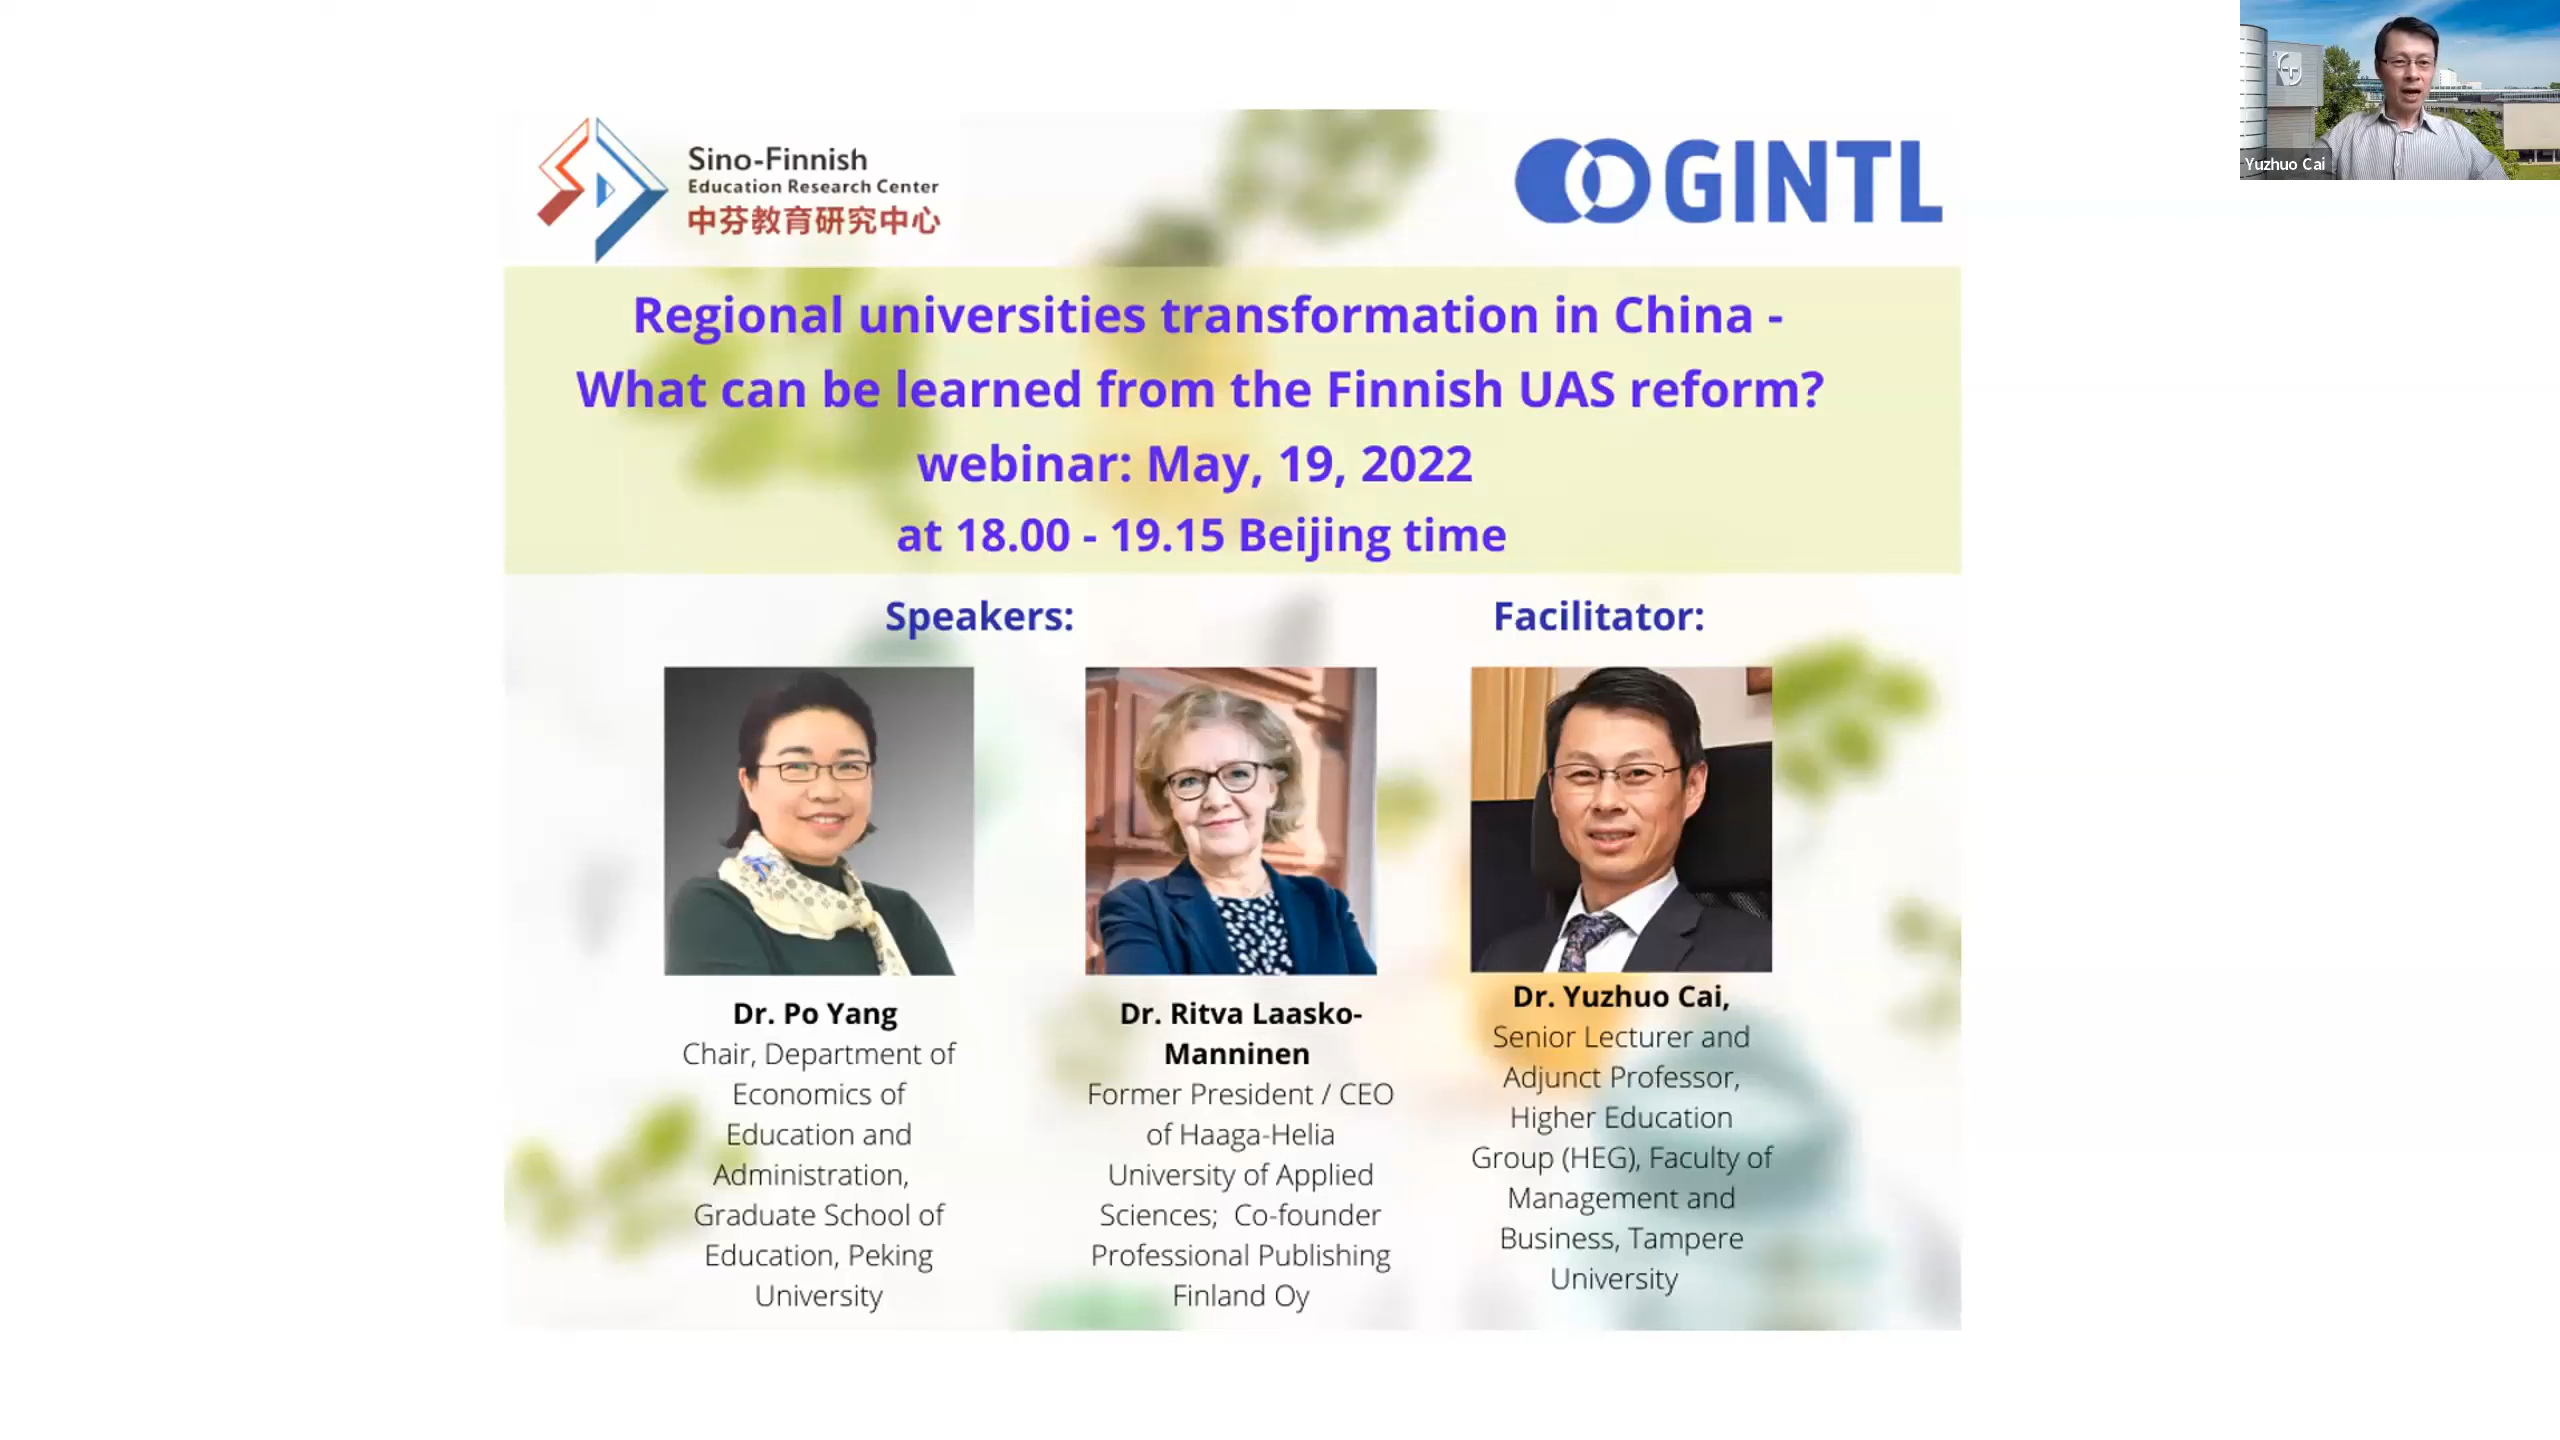 Sino-Finnish
Education Research Center
中芬教育研究中心
GINTL
Yuzhuo Cai
Regional universities transformation in China -
What can be learned from the Finnish UAS reform?
webinar: May, 19, 2022
at 18.00 - 19.15 Beijing time
Speakers:
Facilitator:
Dr. Po Yang
Chair, Department of
Economics of
Education and
Administration,
Graduate School of
Education, Peking
University
Dr. Ritva Laasko-
Manninen
Former President / CEO
of Haaga-Helia
University of Applied
Sciences; Co-founder
Professional Publishing
Finland Oy
Dr. Yuzhuo Cai,
Senior Lecturer and
Adjunct Professor,
Higher Education
Group (HEG), Faculty of
Management and
Business, Tampere
University